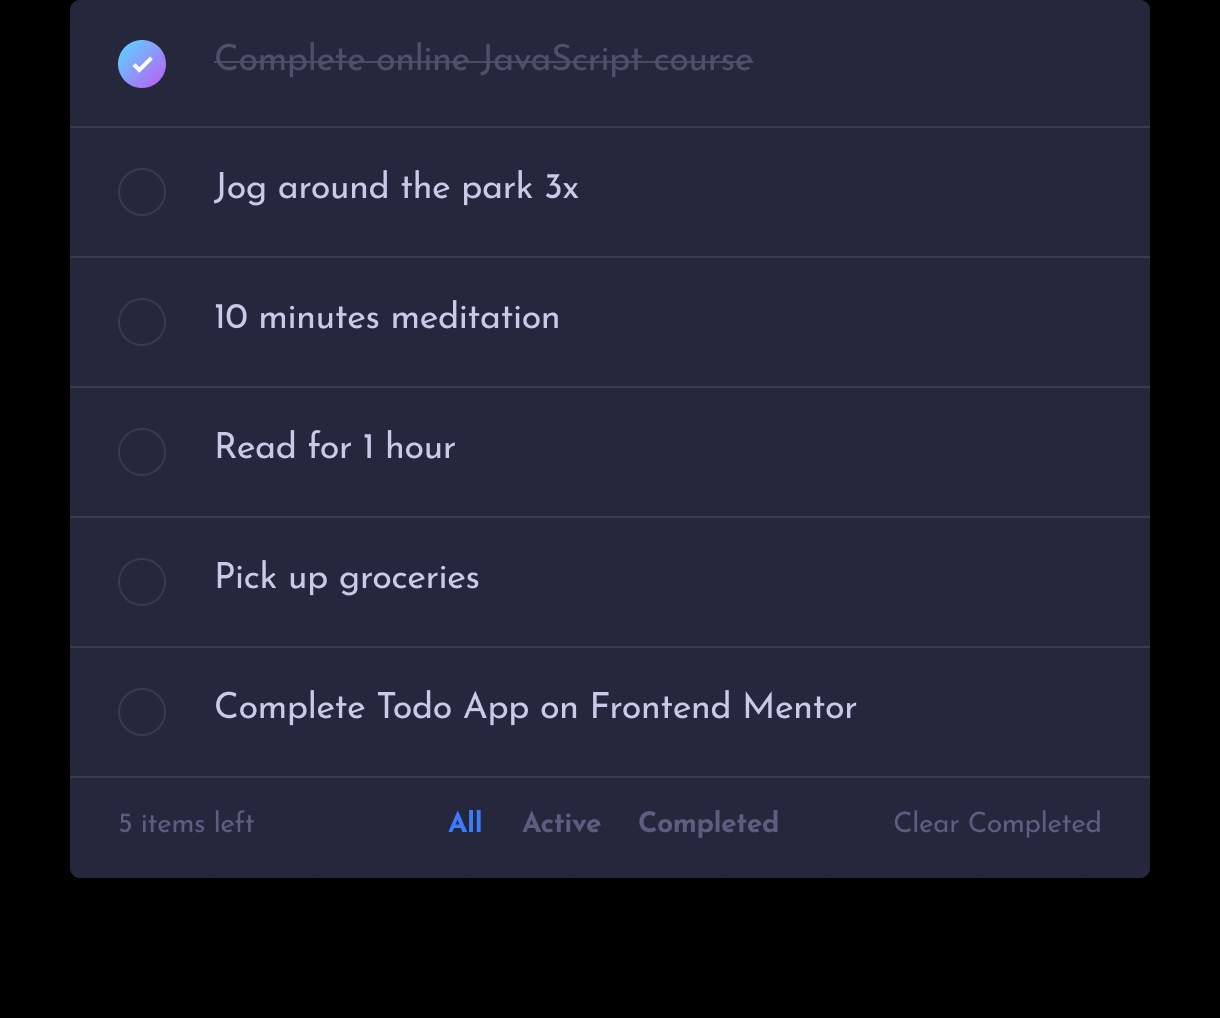 Complete online JavaScript course
Jog around the park 3x
10 minutes meditation
Read for 1 hour
Pick up groceries
Complete Todo App on Frontend Mentor
5 items left All Active Completed Clear Completed